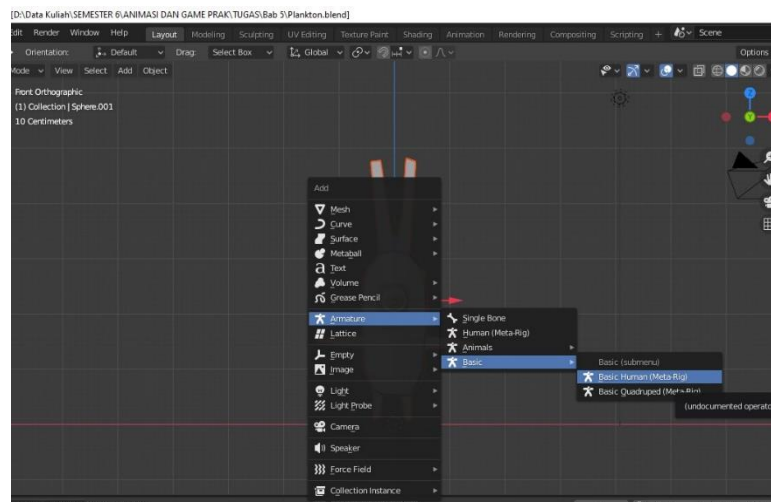 [D:\Data Kuliah\SEMESTER 6\ANIMASI DAN GAME PRAK\TUGAS\Bab 5\Plankton.blend]
Edit Render Window Help Layout Modeling Sculpting UV Editing Texture Paint Shading Animation Rendering Compositing Scripting + Scene
Orientation: Default Drag: Select Box Global Options
Mode View Select Add Object
Front Orthographic
(1) Collection | Sphere.001
10 Centimeters
Z
Y
Add
Mesh
Curve
Surface
Metaball
Text
Volume
Grease Pencil
Armature
Lattice
Empty
Image
Light
Light Probe
Camera
Speaker
Force Field
Collection Instance
Single Bone
Human (Meta-Rig)
Animals
Basic
Basic (submenu)
Basic Human (Meta-Rig)
Basic Quadruped (Meta-Rig)
(undocumented operato